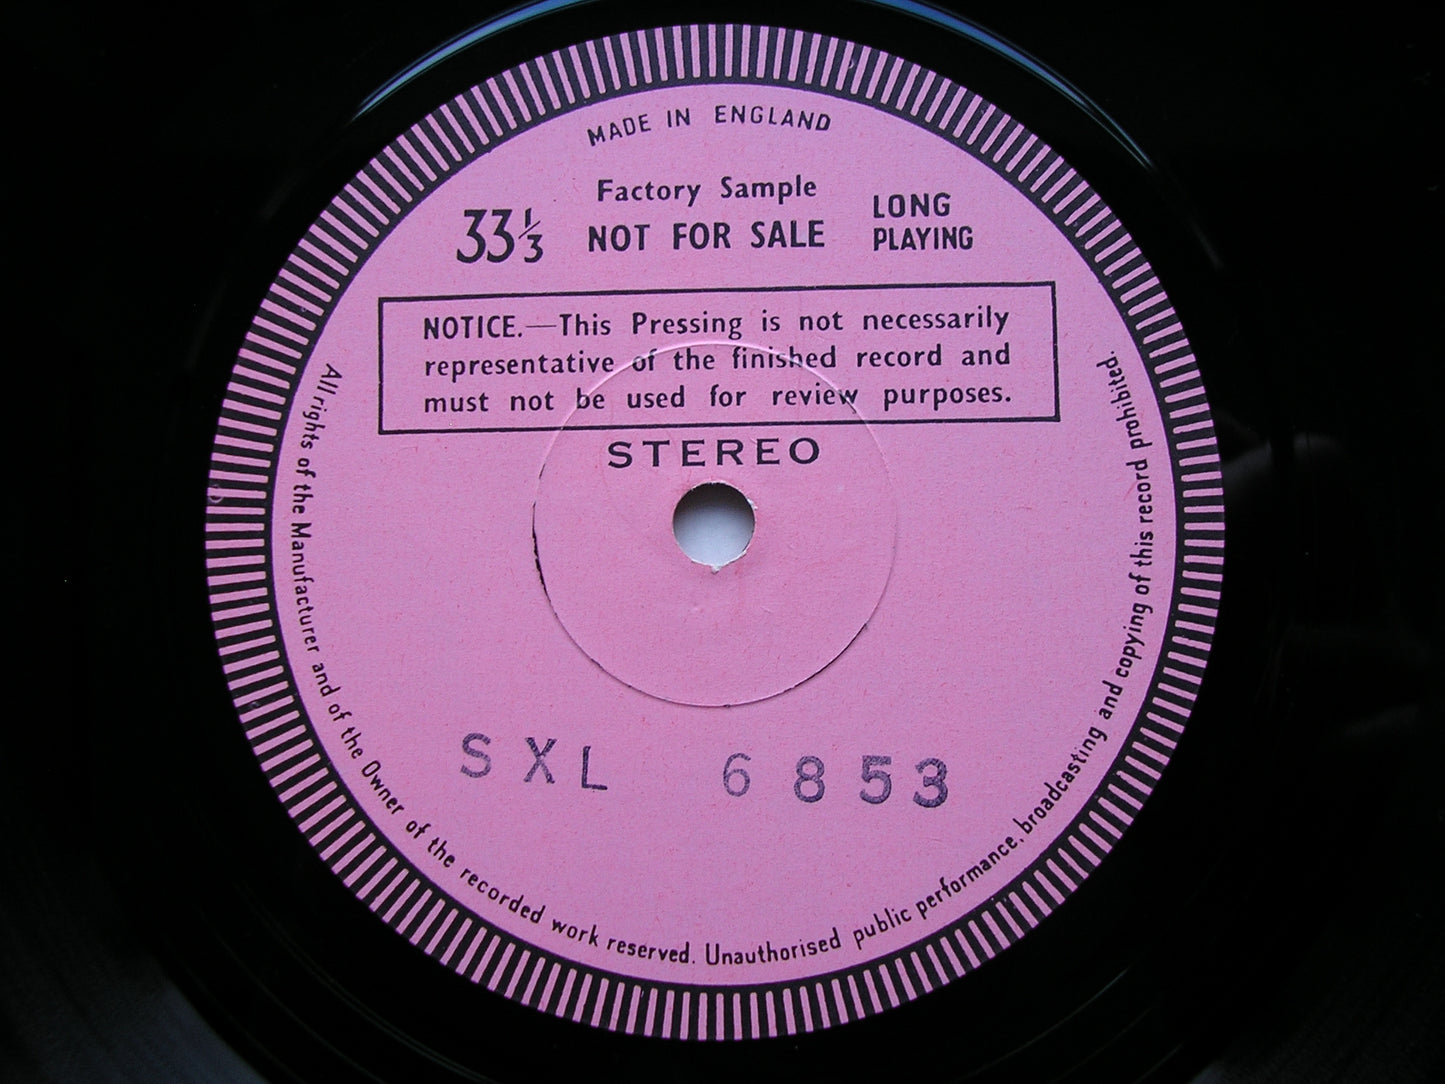 MADE IN ENGLAND
Factory Sample
33⅓ NOT FOR SALE LONG PLAYING
NOTICE.—This Pressing is not necessarily
representative of the finished record and
must not be used for review purposes.
STEREO
SXL 6853
All rights of the Manufacturer and of the Owner of the recorded work reserved. Unauthorised public performance, broadcasting and copying of this record prohibited.